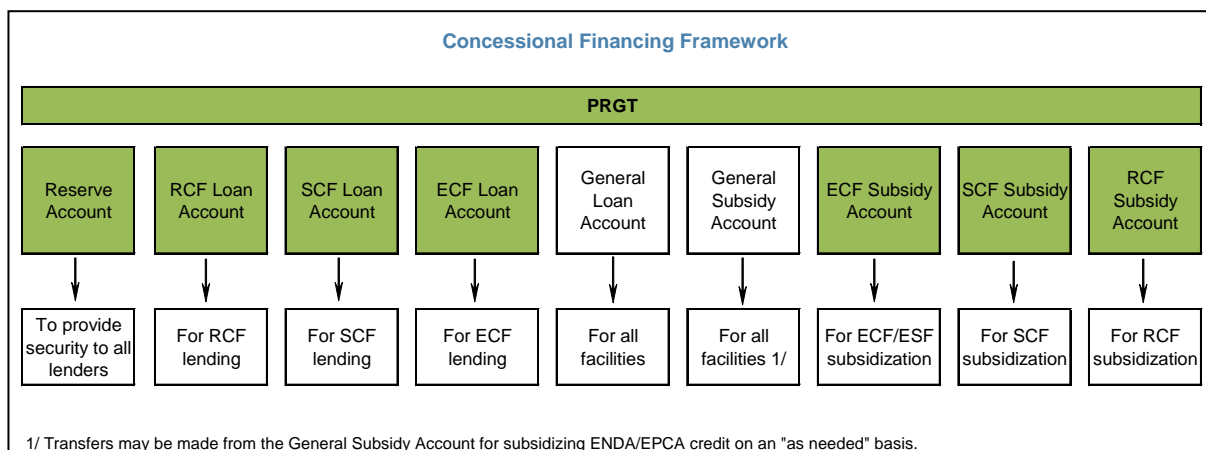 Concessional Financing Framework
PRGT
Reserve
Account
RCF Loan
Account
SCF Loan
Account
ECF Loan
Account
General
Loan
Account
General
Subsidy
Account
ECF Subsidy
Account
SCF Subsidy
Account
RCF
Subsidy
Account
To provide
security to all
lenders
For RCF
lending
For SCF
lending
For ECF
lending
For all
facilities
For all
facilities 1/
For ECF/ESF
subsidization
For SCF
subsidization
For RCF
subsidization
1/ Transfers may be made from the General Subsidy Account for subsidizing ENDA/EPCA credit on an "as needed" basis.